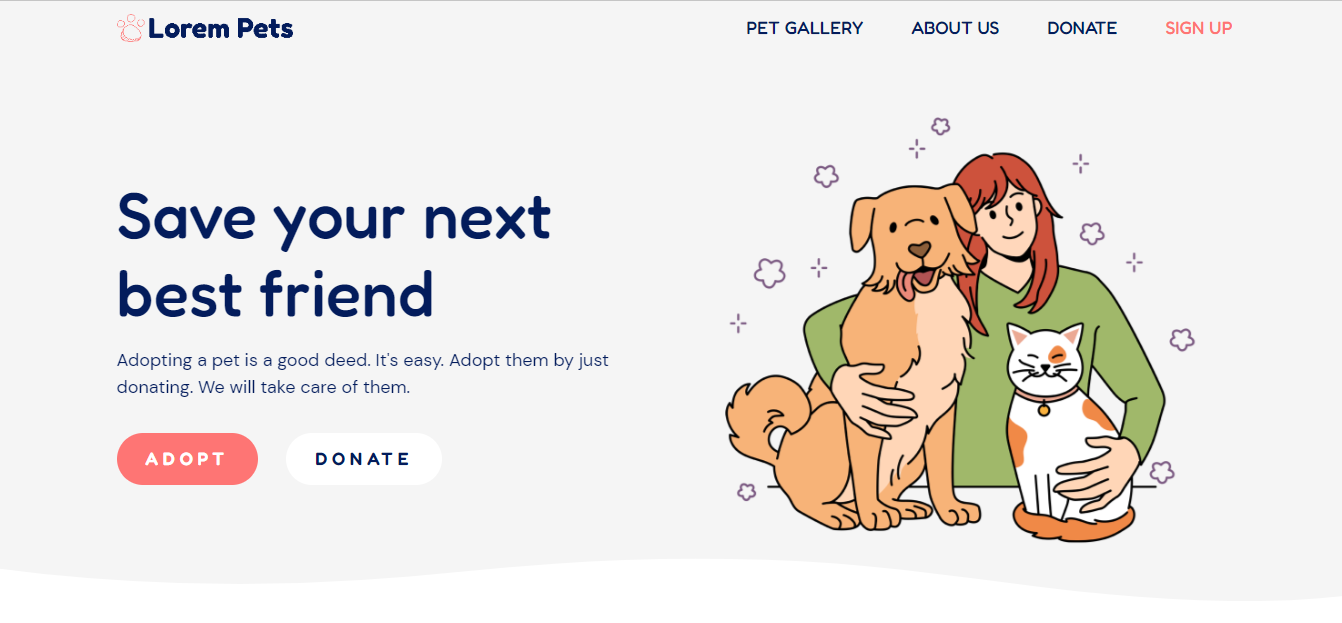 Lorem Pets
PET GALLERY
ABOUT US
DONATE
SIGN UP
Save your next
best friend
Adopting a pet is a good deed. It's easy. Adopt them by just
donating. We will take care of them.
ADOPT
DONATE